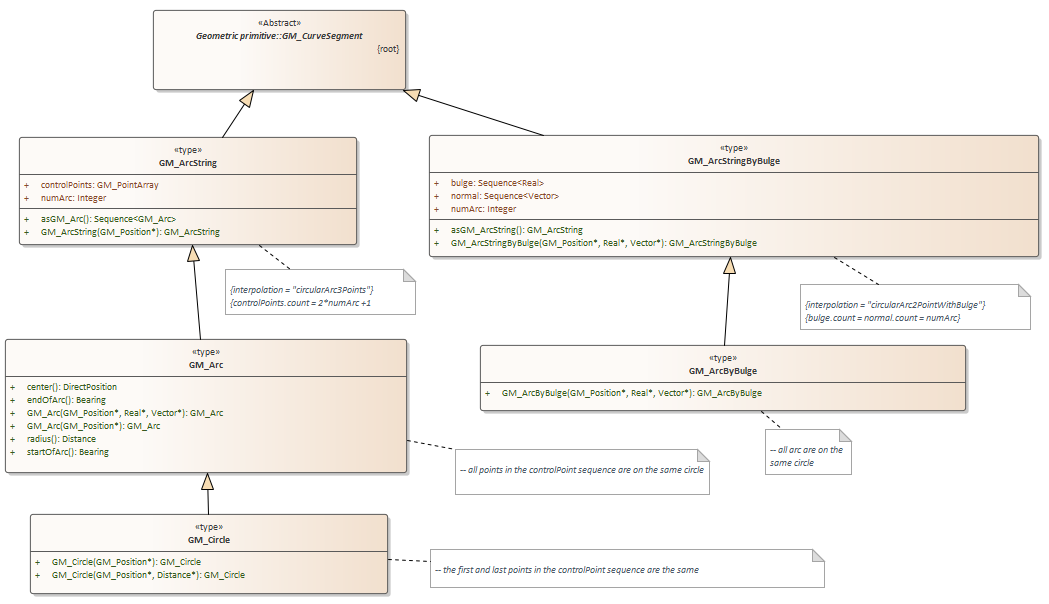 «Abstract»
Geometric primitive::GM_CurveSegment
{root}
«type»
GM_ArcString
+ controlPoints: GM_PointArray
+ numArc: Integer
+ asGM_Arc(): Sequence<GM_Arc>
+ GM_ArcString(GM_Position*): GM_ArcString
«type»
GM_ArcStringByBulge
+ bulge: Sequence<Real>
+ normal: Sequence<Vector>
+ numArc: Integer
+ asGM_ArcString(): GM_ArcString
+ GM_ArcStringByBulge(GM_Position*, Real*, Vector*): GM_ArcStringByBulge
{interpolation = "circularArc3Points"}
{controlPoints.count = 2*numArc +1
{interpolation = "circularArc2PointWithBulge"}
{bulge.count = normal.count = numArc}
«type»
GM_Arc
+ center(): DirectPosition
+ endOfArc(): Bearing
+ GM_Arc(GM_Position*, Real*, Vector*): GM_Arc
+ GM_Arc(GM_Position*): GM_Arc
+ radius(): Distance
+ startOfArc(): Bearing
«type»
GM_ArcByBulge
+ GM_ArcByBulge(GM_Position*, Real*, Vector*): GM_ArcByBulge
-- all arc are on the
same circle
-- all points in the controlPoint sequence are on the same circle
«type»
GM_Circle
+ GM_Circle(GM_Position*): GM_Circle
+ GM_Circle(GM_Position*, Distance*): GM_Circle
-- the first and last points in the controlPoint sequence are the same